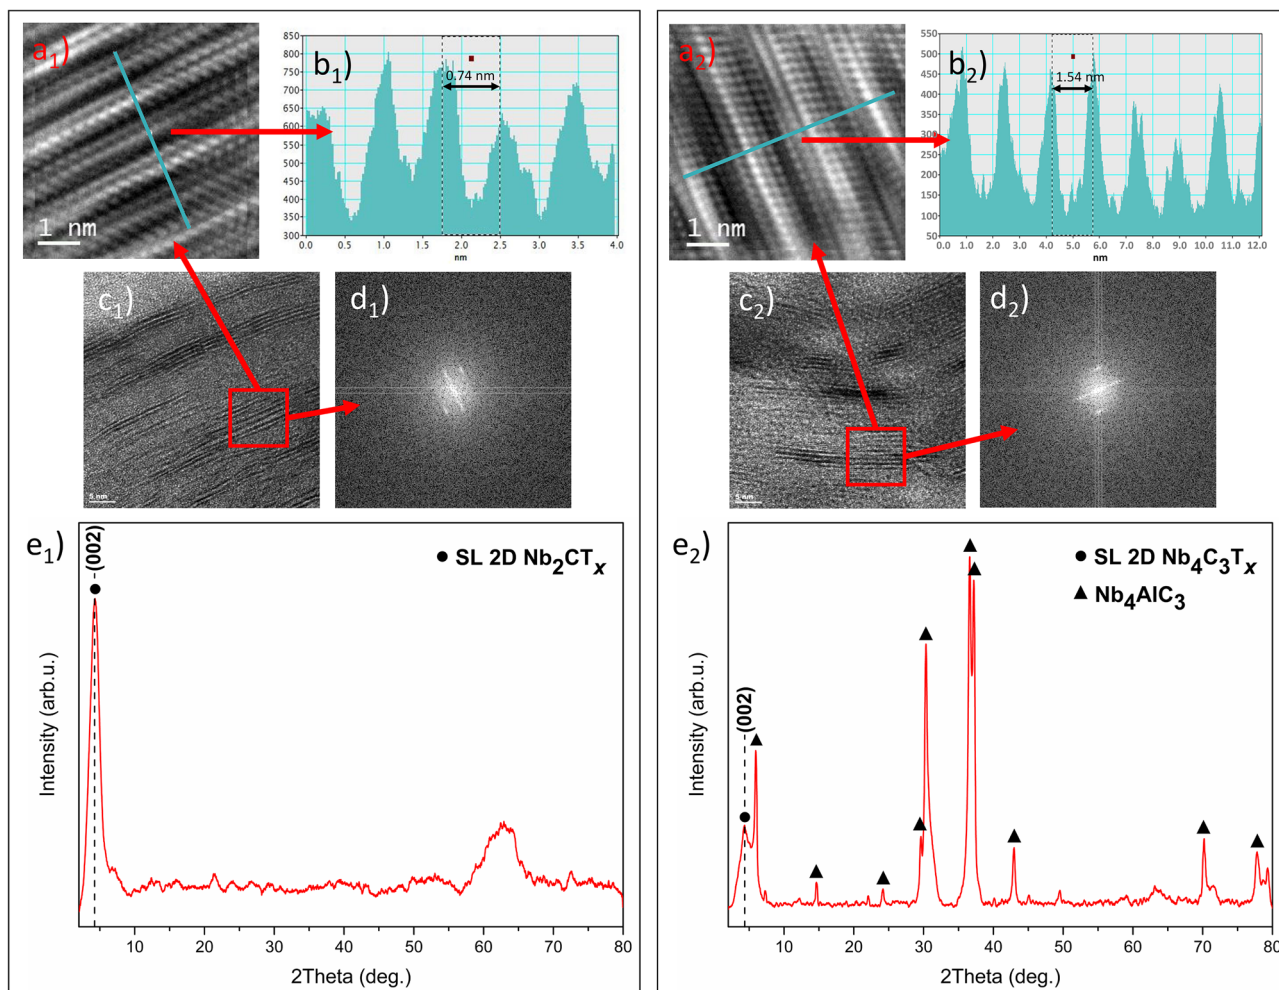 a1)
1 nm
b1)
0.74 nm
850
800
750
700
650
600
550
500
450
400
350
300
0.0 0.5 1.0 1.5 2.0 2.5 3.0 3.5 4.0
nm
c1)
5 nm
d1)
e1)
(002)
SL 2D Nb2CTx
Intensity (arb.u.)
10 20 30 40 50 60 70 80
2Theta (deg.)
a2)
1 nm
b2)
1.54 nm
550
500
450
400
350
300
250
200
150
100
50
0.0 1.0 2.0 3.0 4.0 5.0 6.0 7.0 8.0 9.0 10.0 11.0 12.0
nm
c2)
5 nm
d2)
e2)
(002)
SL 2D Nb4C3Tx
Nb4AlC3
Intensity (arb.u.)
10 20 30 40 50 60 70 80
2Theta (deg.)